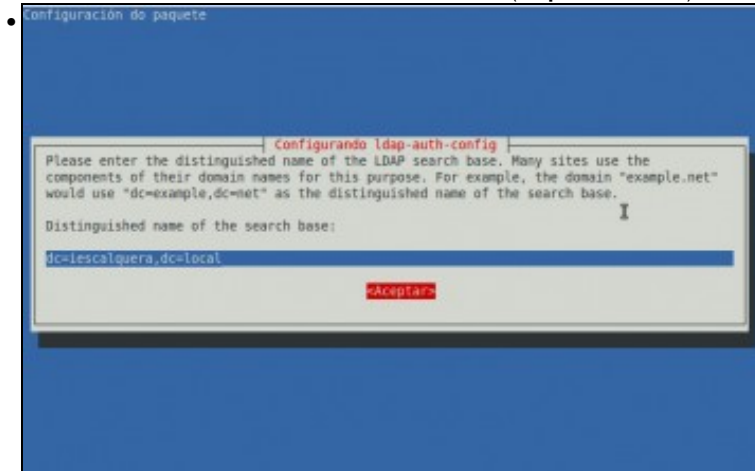 Configuración do paquete
Configurando ldap-auth-config
Please enter the distinguished name of the LDAP search base. Many sites use the
components of their domain names for this purpose. For example, the domain "example.net"
would use "dc=example,dc=net" as the distinguished name of the search base.
Distinguished name of the search base:
dc=iescalquera,dc=local
<Aceptar>